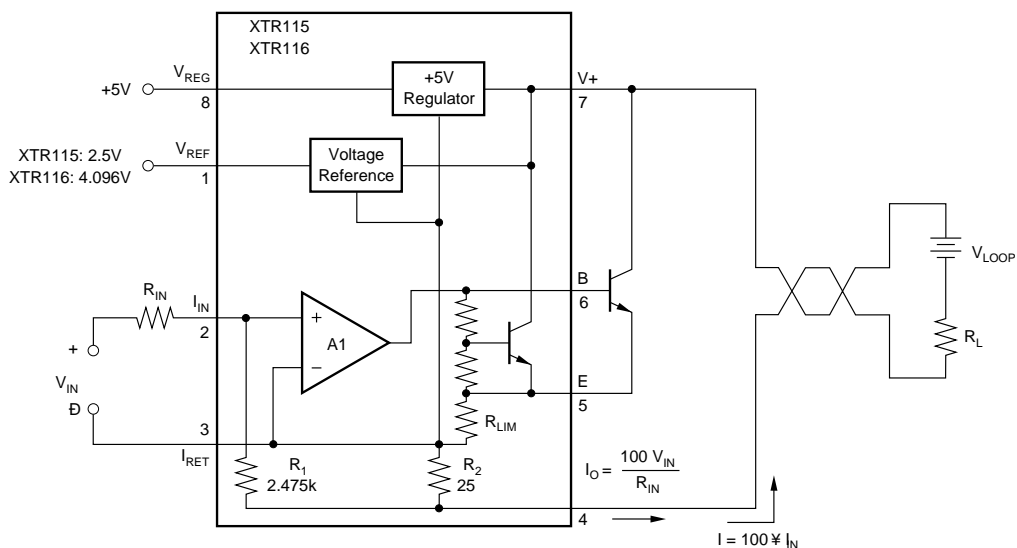 XTR115
XTR116
+5V
V_REG
8
+5V
Regulator
V+
7
XTR115: 2.5V
XTR116: 4.096V
V_REF
1
Voltage
Reference
R_IN
I_IN
2
+
A1
–
B
6
V_LOOP
R_L
+
V_IN
Đ
E
5
R_LIM
3
I_RET
R_1
2.475k
R_2
25
I_O = 100 V_IN
R_IN
4
I = 100 ¥ I_IN